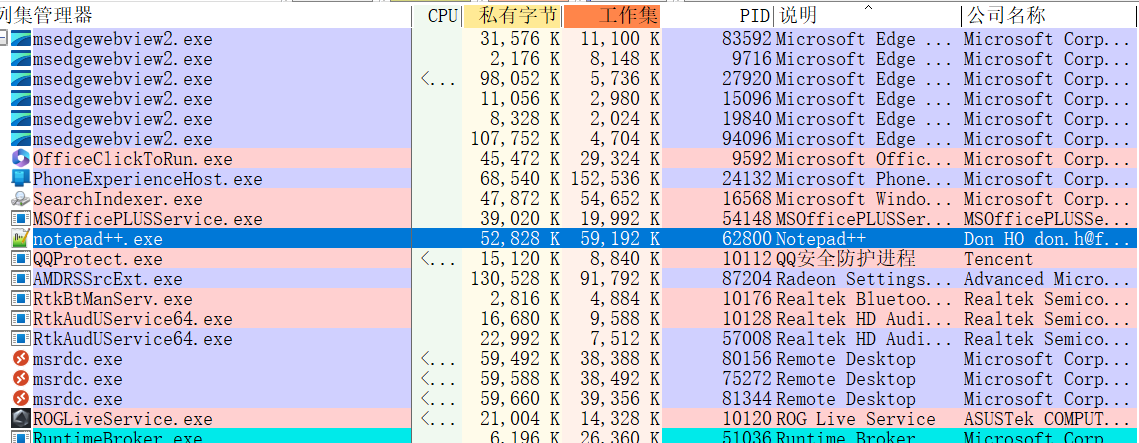 列集管理器 CPU 私有字节 工作集 PID 说明 公司名称
msedgewebview2.exe 31,576 K 11,100 K 83592 Microsoft Edge ... Microsoft Corp...
msedgewebview2.exe 2,176 K 8,148 K 9716 Microsoft Edge ... Microsoft Corp...
msedgewebview2.exe <... 98,052 K 5,736 K 27920 Microsoft Edge ... Microsoft Corp...
msedgewebview2.exe 11,056 K 2,980 K 15096 Microsoft Edge ... Microsoft Corp...
msedgewebview2.exe 8,328 K 2,024 K 19840 Microsoft Edge ... Microsoft Corp...
msedgewebview2.exe 107,752 K 4,704 K 94096 Microsoft Edge ... Microsoft Corp...
OfficeClickToRun.exe 45,472 K 29,324 K 9592 Microsoft Offic... Microsoft Corp...
PhoneExperienceHost.exe 68,540 K 152,536 K 24132 Microsoft Phone... Microsoft Corp...
SearchIndexer.exe 47,872 K 54,652 K 16568 Microsoft Windo... Microsoft Corp...
MSOfficePLUSService.exe 39,020 K 19,992 K 54148 MSOfficePLUSSer... MSOfficePLUSSe...
notepad++.exe 52,828 K 59,192 K 62800 Notepad++ Don HO don.h@f...
QQProtect.exe <... 15,120 K 8,840 K 10112 QQ安全防护进程 Tencent
AMDRSSrcExt.exe 130,528 K 91,792 K 87204 Radeon Settings... Advanced Micro...
RtkBtManServ.exe 2,816 K 4,884 K 10176 Realtek Bluetoo... Realtek Semico...
RtkAudUService64.exe 16,680 K 9,588 K 10128 Realtek HD Audi... Realtek Semico...
RtkAudUService64.exe 22,992 K 7,512 K 57008 Realtek HD Audi... Realtek Semico...
msrdc.exe <... 59,492 K 38,388 K 80156 Remote Desktop Microsoft Corp...
msrdc.exe <... 59,588 K 38,492 K 75272 Remote Desktop Microsoft Corp...
msrdc.exe <... 59,660 K 39,356 K 81344 Remote Desktop Microsoft Corp...
ROGLiveService.exe <... 21,004 K 14,328 K 10120 ROG Live Service ASUSTek COMPUT...
RuntimeBroker.exe 6,196 K 26,360 K 51036 Runtime Broker Microsoft Corp